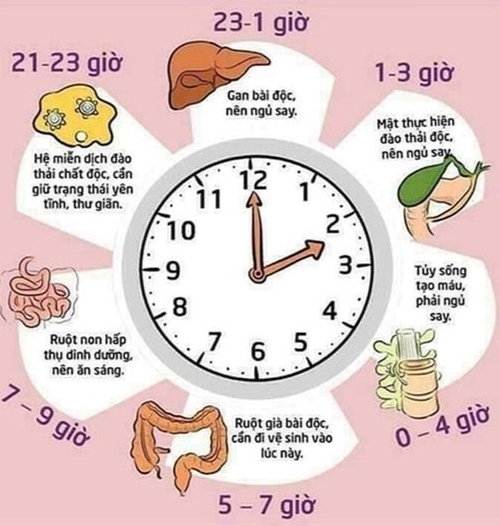 23-1 giờ
Gan bài độc,
nên ngủ say.
1-3 giờ
Mật thực hiện
đào thải độc,
nên ngủ say.
Tủy sống
tạo máu,
phải ngủ
say.
0 - 4 giờ
Ruột già bài độc,
cần đi vệ sinh vào
lúc này.
5 - 7 giờ
Ruột non hấp
thụ dinh dưỡng,
nên ăn sáng.
7 - 9 giờ
21-23 giờ
Hệ miễn dịch đào
thải chất độc, cần
giữ trạng thái yên
tĩnh, thư giãn.
12
1
2
3
4
5
6
7
8
9
10
11